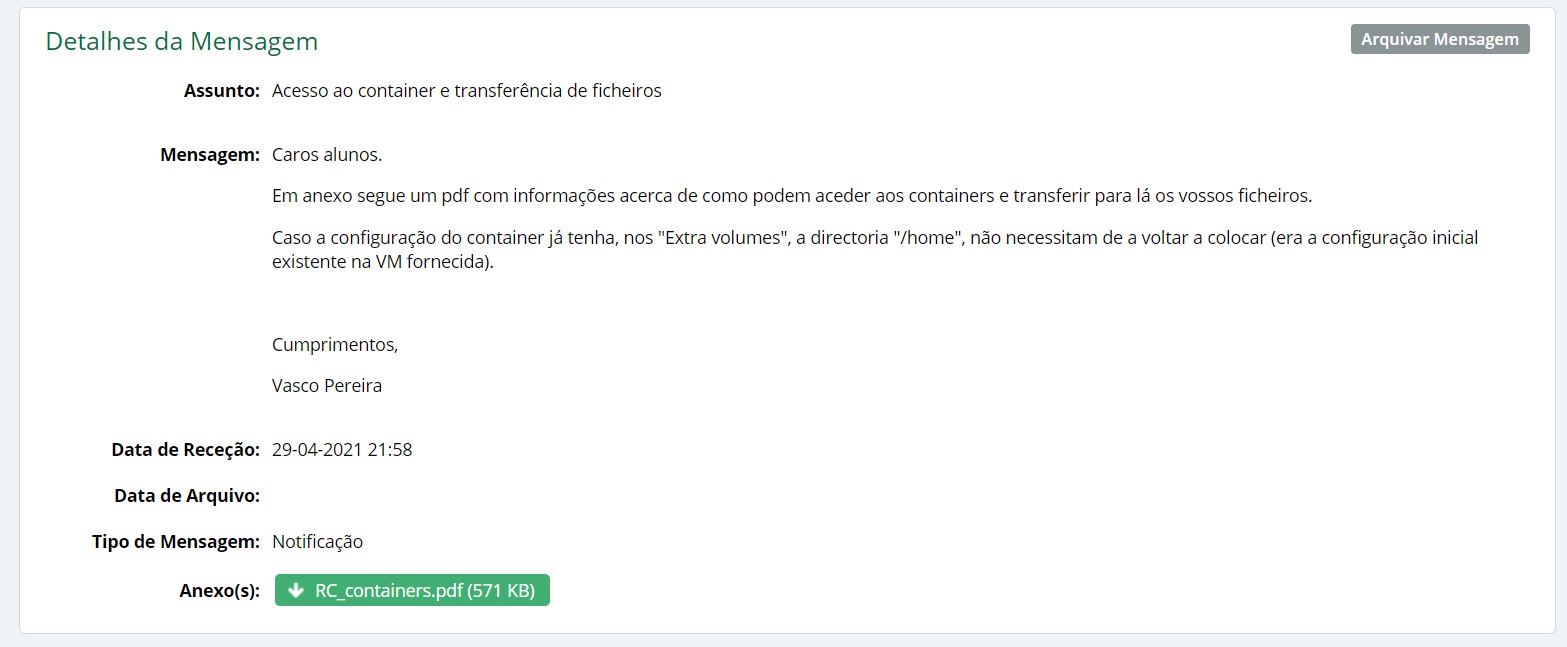 Detalhes da Mensagem
Arquivar Mensagem
Assunto: Acesso ao container e transferência de ficheiros
Mensagem: Caros alunos.
Em anexo segue um pdf com informações acerca de como podem aceder aos containers e transferir para lá os vossos ficheiros.
Caso a configuração do container já tenha, nos "Extra volumes", a directoria "/home", não necessitam de a voltar a colocar (era a configuração inicial
existente na VM fornecida).
Cumprimentos,
Vasco Pereira
Data de Receção: 29-04-2021 21:58
Data de Arquivo:
Tipo de Mensagem: Notificação
Anexo(s): RC_containers.pdf (571 KB)